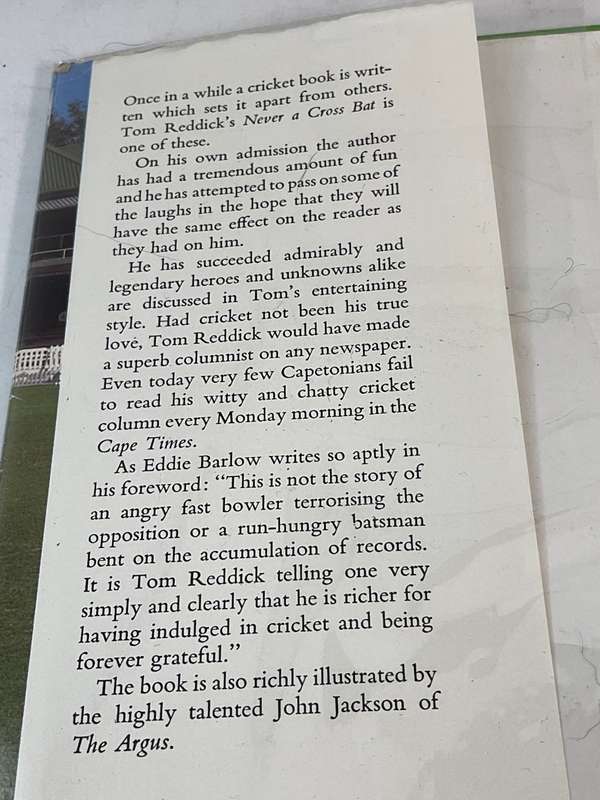 Once in a while a cricket book is writ-
ten which sets it apart from others.
Tom Reddick's Never a Cross Bat is
one of these.
On his own admission the author
has had a tremendous amount of fun
and he has attempted to pass on some of
the laughs in the hope that they will
have the same effect on the reader as
they had on him.
He has succeeded admirably and
legendary heroes and unknowns alike
are discussed in Tom's entertaining
style. Had cricket not been his true
love, Tom Reddick would have made
a superb columnist on any newspaper.
Even today very few Capetonians fail
to read his witty and chatty cricket
column every Monday morning in the
Cape Times.
As Eddie Barlow writes so aptly in
his foreword: “This is not the story of
an angry fast bowler terrorising the
opposition or a run-hungry batsman
bent on the accumulation of records.
It is Tom Reddick telling one very
simply and clearly that he is richer for
having indulged in cricket and being
forever grateful.”
The book is also richly illustrated by
the highly talented John Jackson of
The Argus.